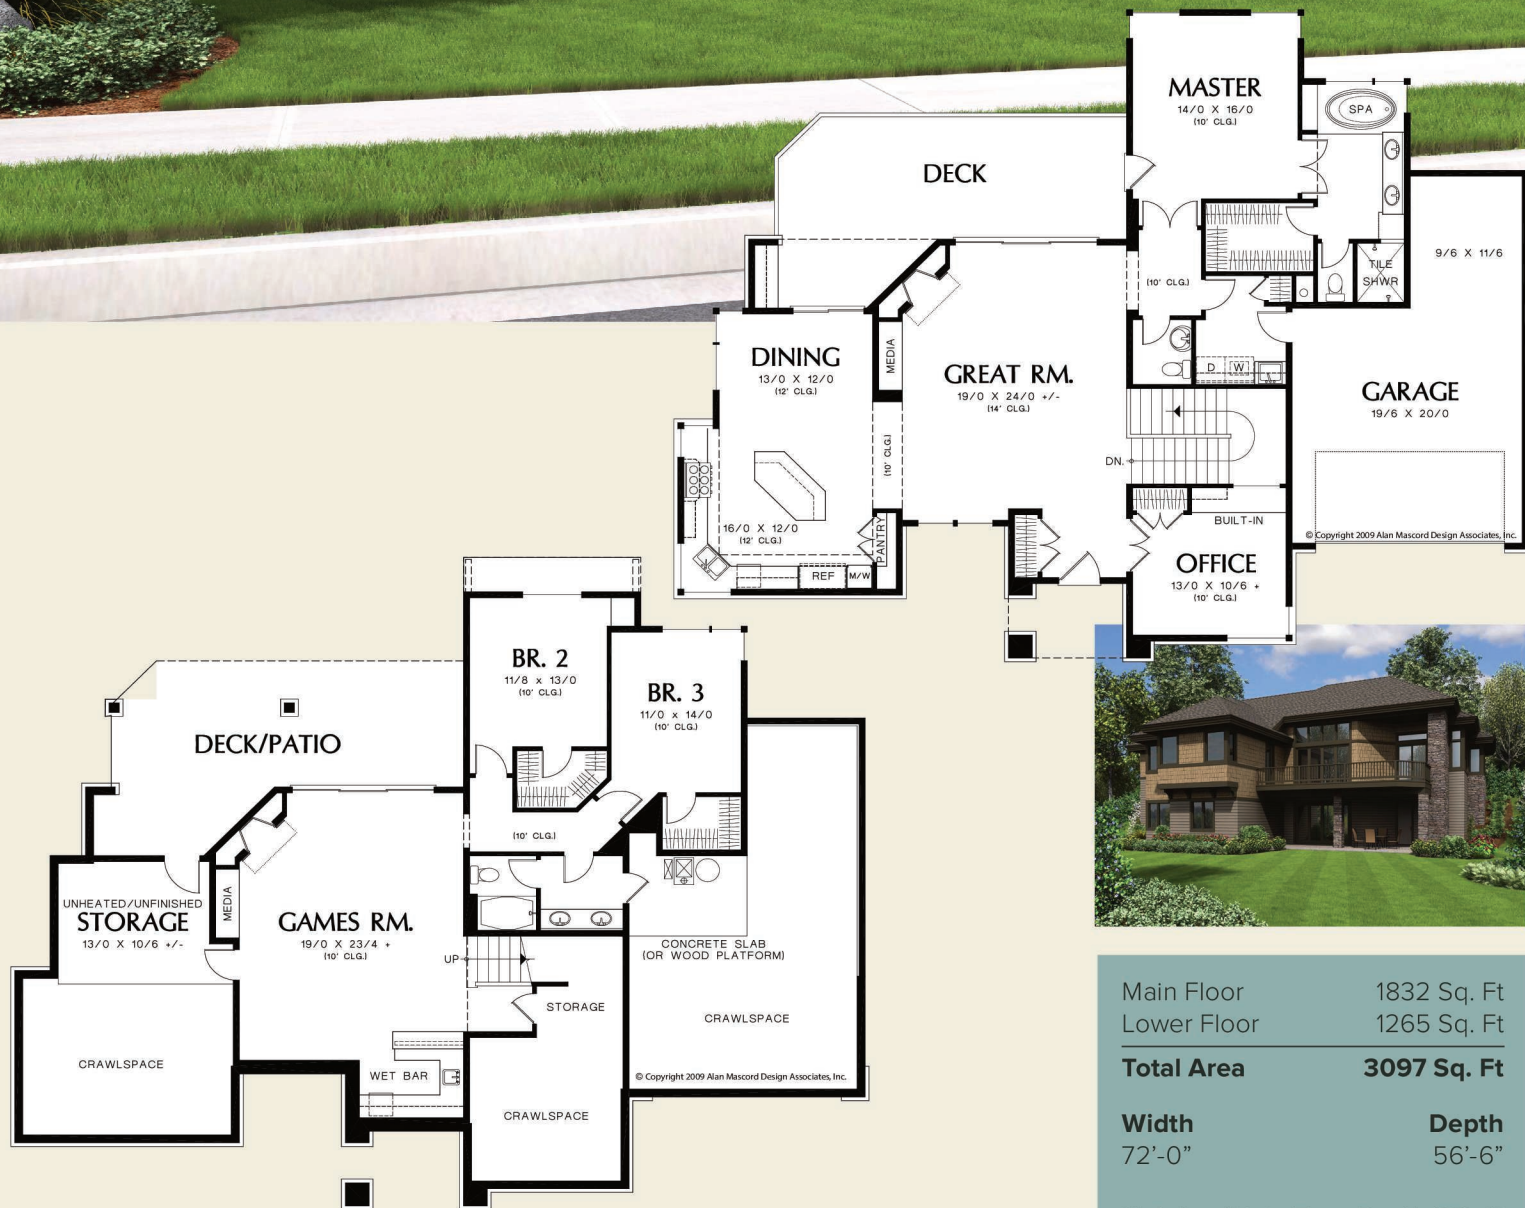 MASTER
14/0 X 16/0
(10' CLG.)
SPA
DECK
9/6 X 11/6
TILE
SHWR
(10' CLG.)
DINING
13/0 X 12/0
(12' CLG.)
MEDIA
GREAT RM.
19/0 X 24/0 +/-
(14' CLG.)
D W
GARAGE
19/6 X 20/0
(10' CLG.)
DN.
16/0 X 12/0
(12' CLG.)
PANTRY
REF M/W
BUILT-IN
OFFICE
13/0 X 10/6 +
(10' CLG.)
© Copyright 2009 Alan Mascord Design Associates, Inc.
BR. 2
11/8 x 13/0
(10' CLG.)
BR. 3
11/0 x 14/0
(10' CLG.)
DECK/PATIO
(10' CLG.)
UNHEATED/UNFINISHED
STORAGE
13/0 X 10/6 +/-
MEDIA
GAMES RM.
19/0 X 23/4 +
(10' CLG.)
UP
CONCRETE SLAB
(OR WOOD PLATFORM)
STORAGE
CRAWLSPACE
CRAWLSPACE
WET BAR
© Copyright 2009 Alan Mascord Design Associates, Inc.
CRAWLSPACE
Main Floor 1832 Sq. Ft
Lower Floor 1265 Sq. Ft
Total Area 3097 Sq. Ft
Width Depth
72'-0” 56'-6”